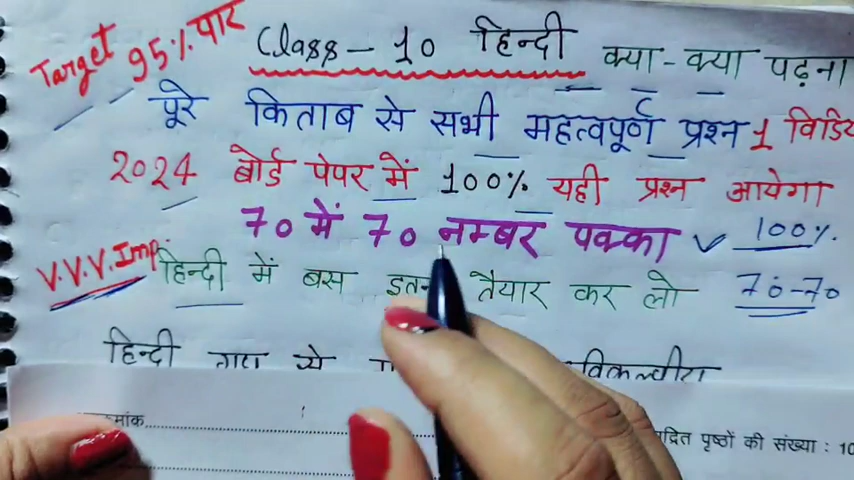 Target 95% पार
Class - 10 हिन्दी क्या-क्या पढ़ना
पूरे किताब से सभी महत्वपूर्ण प्रश्न 1
2024 बोर्ड पेपर में 100% यही प्रश्न आयेगा
70 में 70 नम्बर पक्का ✓ 100%
V.V.V.Imp. हिन्दी में बस तैयार कर लो 70-70
हिन्दी
पृष्ठों की संख्या : 10